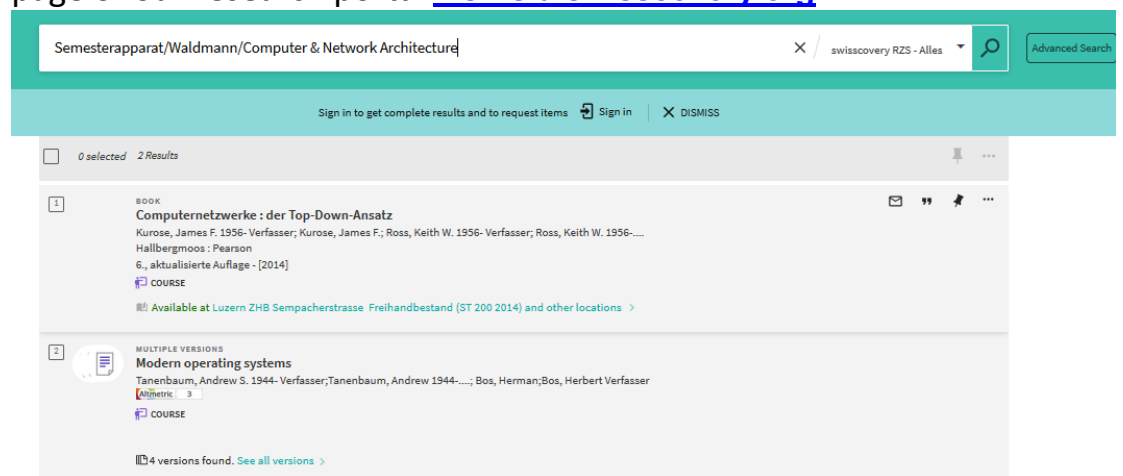 Semesterapparat/Waldmann/Computer & Network Architecture
swisscovery RZS - Alles
Advanced Search
Sign in to get complete results and to request items Sign in DISMISS
0 selected 2 Results
1
BOOK
Computernetzwerke : der Top-Down-Ansatz
Kurose, James F. 1956- Verfasser; Kurose, James F.; Ross, Keith W. 1956- Verfasser; Ross, Keith W. 1956-....
Hallbergmoos : Pearson
6., aktualisierte Auflage - [2014]
COURSE
Available at Luzern ZHB Sempacherstrasse Freihandbestand (ST 200 2014) and other locations
2
MULTIPLE VERSIONS
Modern operating systems
Tanenbaum, Andrew S. 1944- Verfasser;Tanenbaum, Andrew 1944-....; Bos, Herman;Bos, Herbert Verfasser
Altmetric 3
COURSE
4 versions found. See all versions